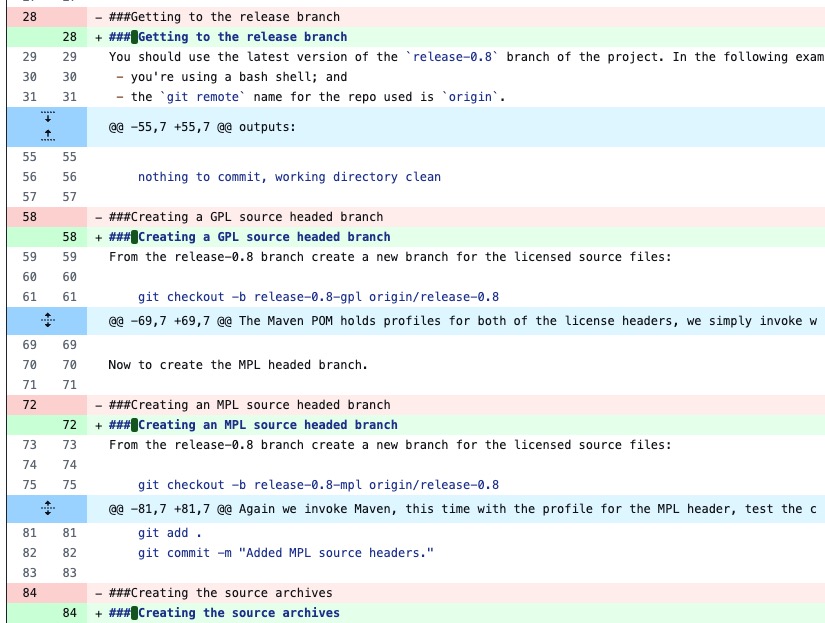 28 - ###Getting to the release branch
28 + ### Getting to the release branch
29 29 You should use the latest version of the `release-0.8` branch of the project. In the following exam
30 30 - you're using a bash shell; and
31 31 - the `git remote` name for the repo used is `origin`.
@@ -55,7 +55,7 @@ outputs:
55 55
56 56 nothing to commit, working directory clean
57 57
58 - ###Creating a GPL source headed branch
58 + ### Creating a GPL source headed branch
59 59 From the release-0.8 branch create a new branch for the licensed source files:
60 60
61 61 git checkout -b release-0.8-gpl origin/release-0.8
@@ -69,7 +69,7 @@ The Maven POM holds profiles for both of the license headers, we simply invoke w
69 69
70 70 Now to create the MPL headed branch.
71 71
72 - ###Creating an MPL source headed branch
72 + ### Creating an MPL source headed branch
73 73 From the release-0.8 branch create a new branch for the licensed source files:
74 74
75 75 git checkout -b release-0.8-mpl origin/release-0.8
@@ -81,7 +81,7 @@ Again we invoke Maven, this time with the profile for the MPL header, test the c
81 81 git add .
82 82 git commit -m "Added MPL source headers."
83 83
84 - ###Creating the source archives
84 + ### Creating the source archives